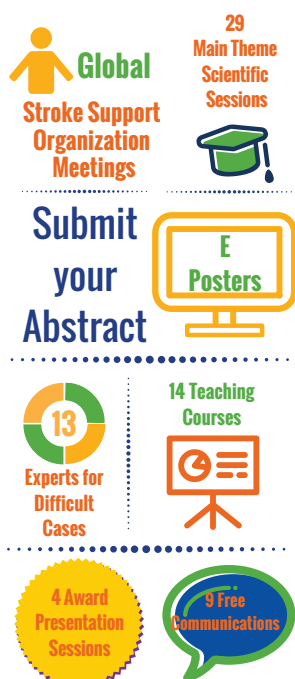 Global
Stroke Support
Organization
Meetings
29
Main Theme
Scientific
Sessions
Submit
your
Abstract
E
Posters
13
Experts for
Difficult
Cases
14 Teaching
Courses
4 Award
Presentation
Sessions
9 Free
Communications